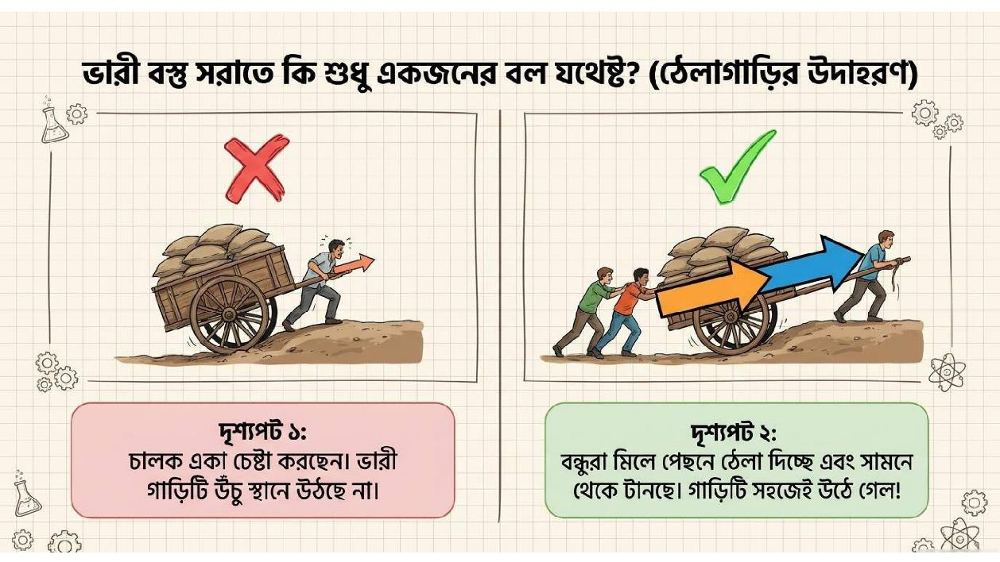 ভারী বস্তু সরাতে কি শুধু একজনের বল যথেষ্ট? (ঠেলাগাড়ির উদাহরণ)
দৃশ্যপট ১:
চালক একা চেষ্টা করছেন। ভারী
গাড়িটি উঁচু স্থানে উঠছে না।
দৃশ্যপট ২:
বন্ধুরা মিলে পেছনে ঠেলা দিচ্ছে এবং সামনে
থেকে টানছে। গাড়িটি সহজেই উঠে গেল!